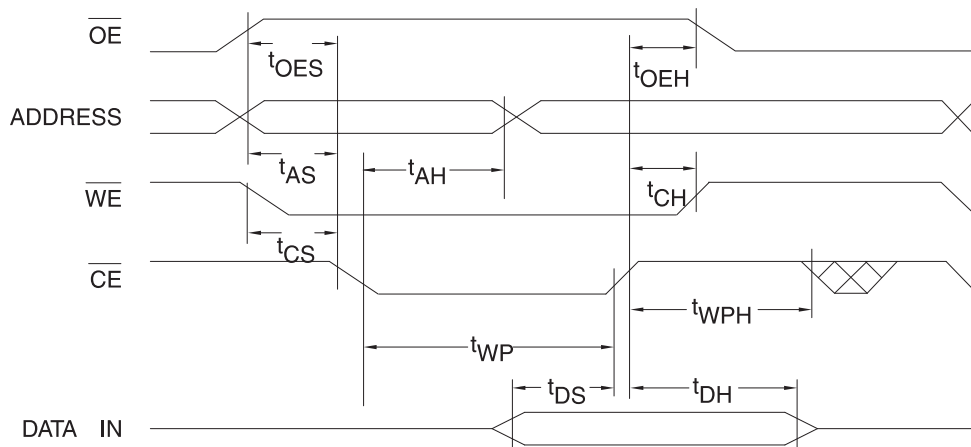 OE
tOES
tOEH
ADDRESS
tAS
tAH
WE
tCH
tCS
CE
tWPH
tWP
tDS
tDH
DATA IN